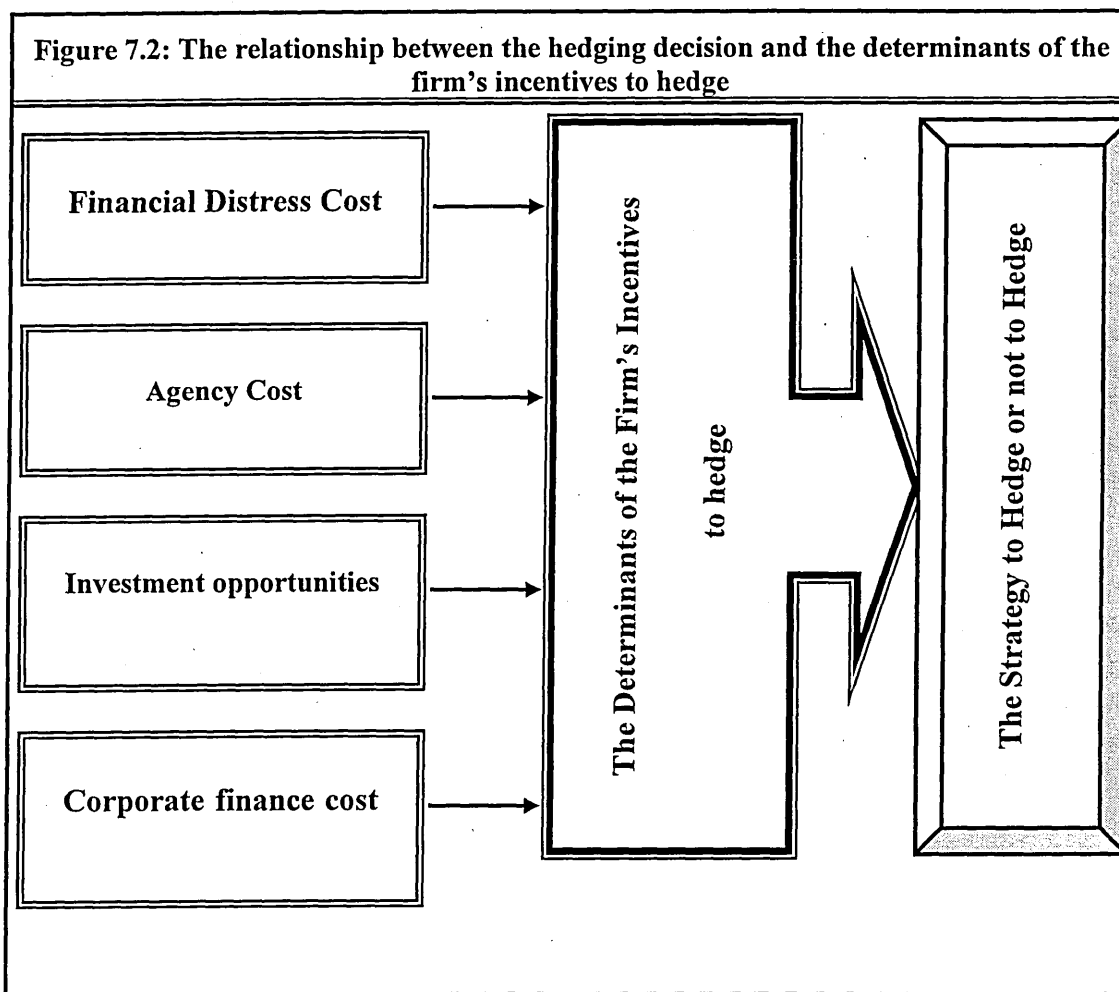 Figure 7.2: The relationship between the hedging decision and the determinants of the
firm's incentives to hedge
Financial Distress Cost
Agency Cost
Investment opportunities
Corporate finance cost
The Determinants of the Firm's Incentives
to hedge
The Strategy to Hedge or not to Hedge